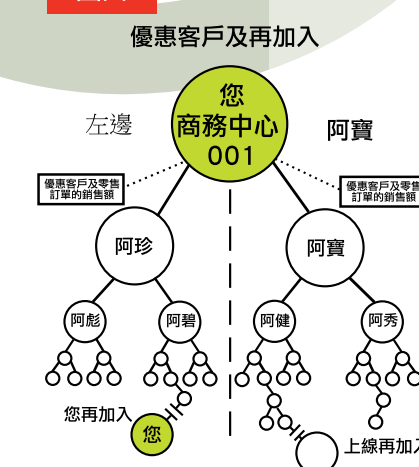 優惠客戶及再加入
您
商務中心
001
左邊
阿寶
優惠客戶及零售
訂單的銷售額
優惠客戶及零售
訂單的銷售額
阿珍
阿寶
阿彪
阿碧
阿健
阿秀
您再加入
您
上線再加入